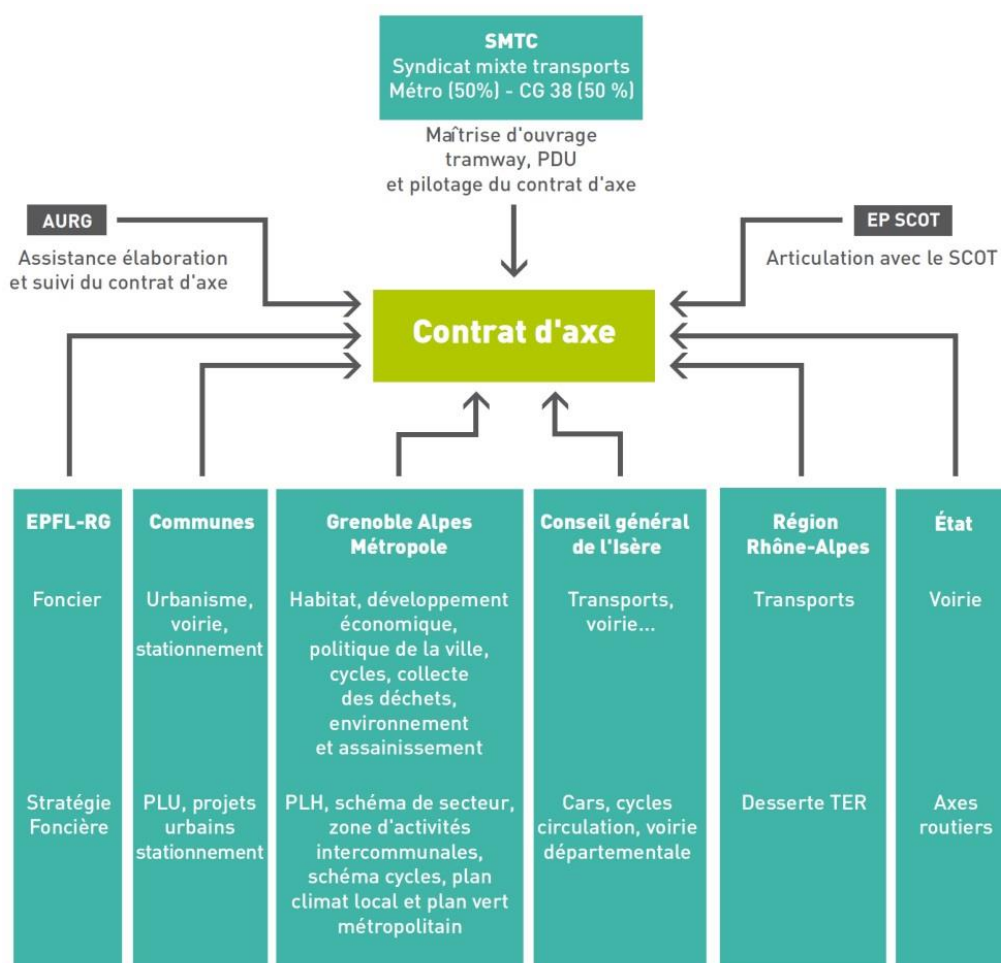 SMTC
Syndicat mixte transports
Métro (50%) - CG 38 (50 %)
Maîtrise d'ouvrage
tramway, PDU
et pilotage du contrat d'axe
AURG
Assistance élaboration
et suivi du contrat d'axe
EP SCOT
Articulation avec le SCOT
Contrat d'axe
EPFL-RG
Foncier
Stratégie
Foncière
Communes
Urbanisme,
voirie,
stationnement
PLU, projets
urbains
stationnement
Grenoble Alpes
Métropole
Habitat, développement
économique,
politique de la ville,
cycles, collecte
des déchets,
environnement
et assainissement
PLH, schéma de secteur,
zone d'activités
intercommunales,
schéma cycles, plan
climat local et plan vert
métropolitain
Conseil général
de l'Isère
Transports,
voirie...
Cars, cycles
circulation, voirie
départementale
Région
Rhône-Alpes
Transports
Desserte TER
État
Voirie
Axes
routiers